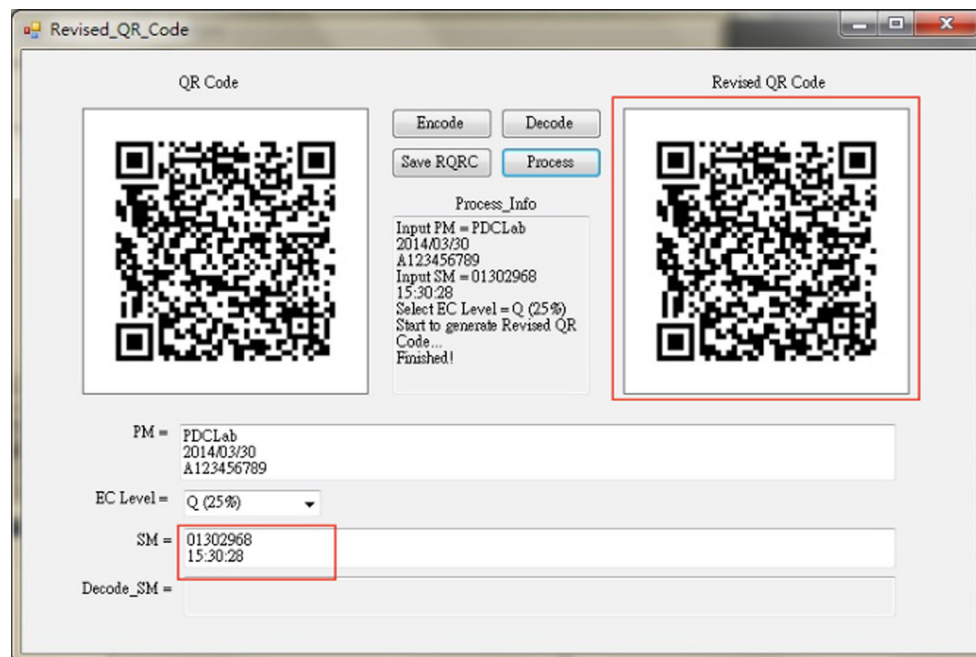 Revised_QR_Code
QR Code
Revised QR Code
Encode
Decode
Save RQRC
Process
Process_Info
Input PM = PDCLab
2014/03/30
A123456789
Input SM = 01302968
15:30:28
Select EC Level = Q (25%)
Start to generate Revised QR
Code...
Finished!
PM =
PDCLab
2014/03/30
A123456789
EC Level =
Q (25%)
SM =
01302968
15:30:28
Decode_SM =